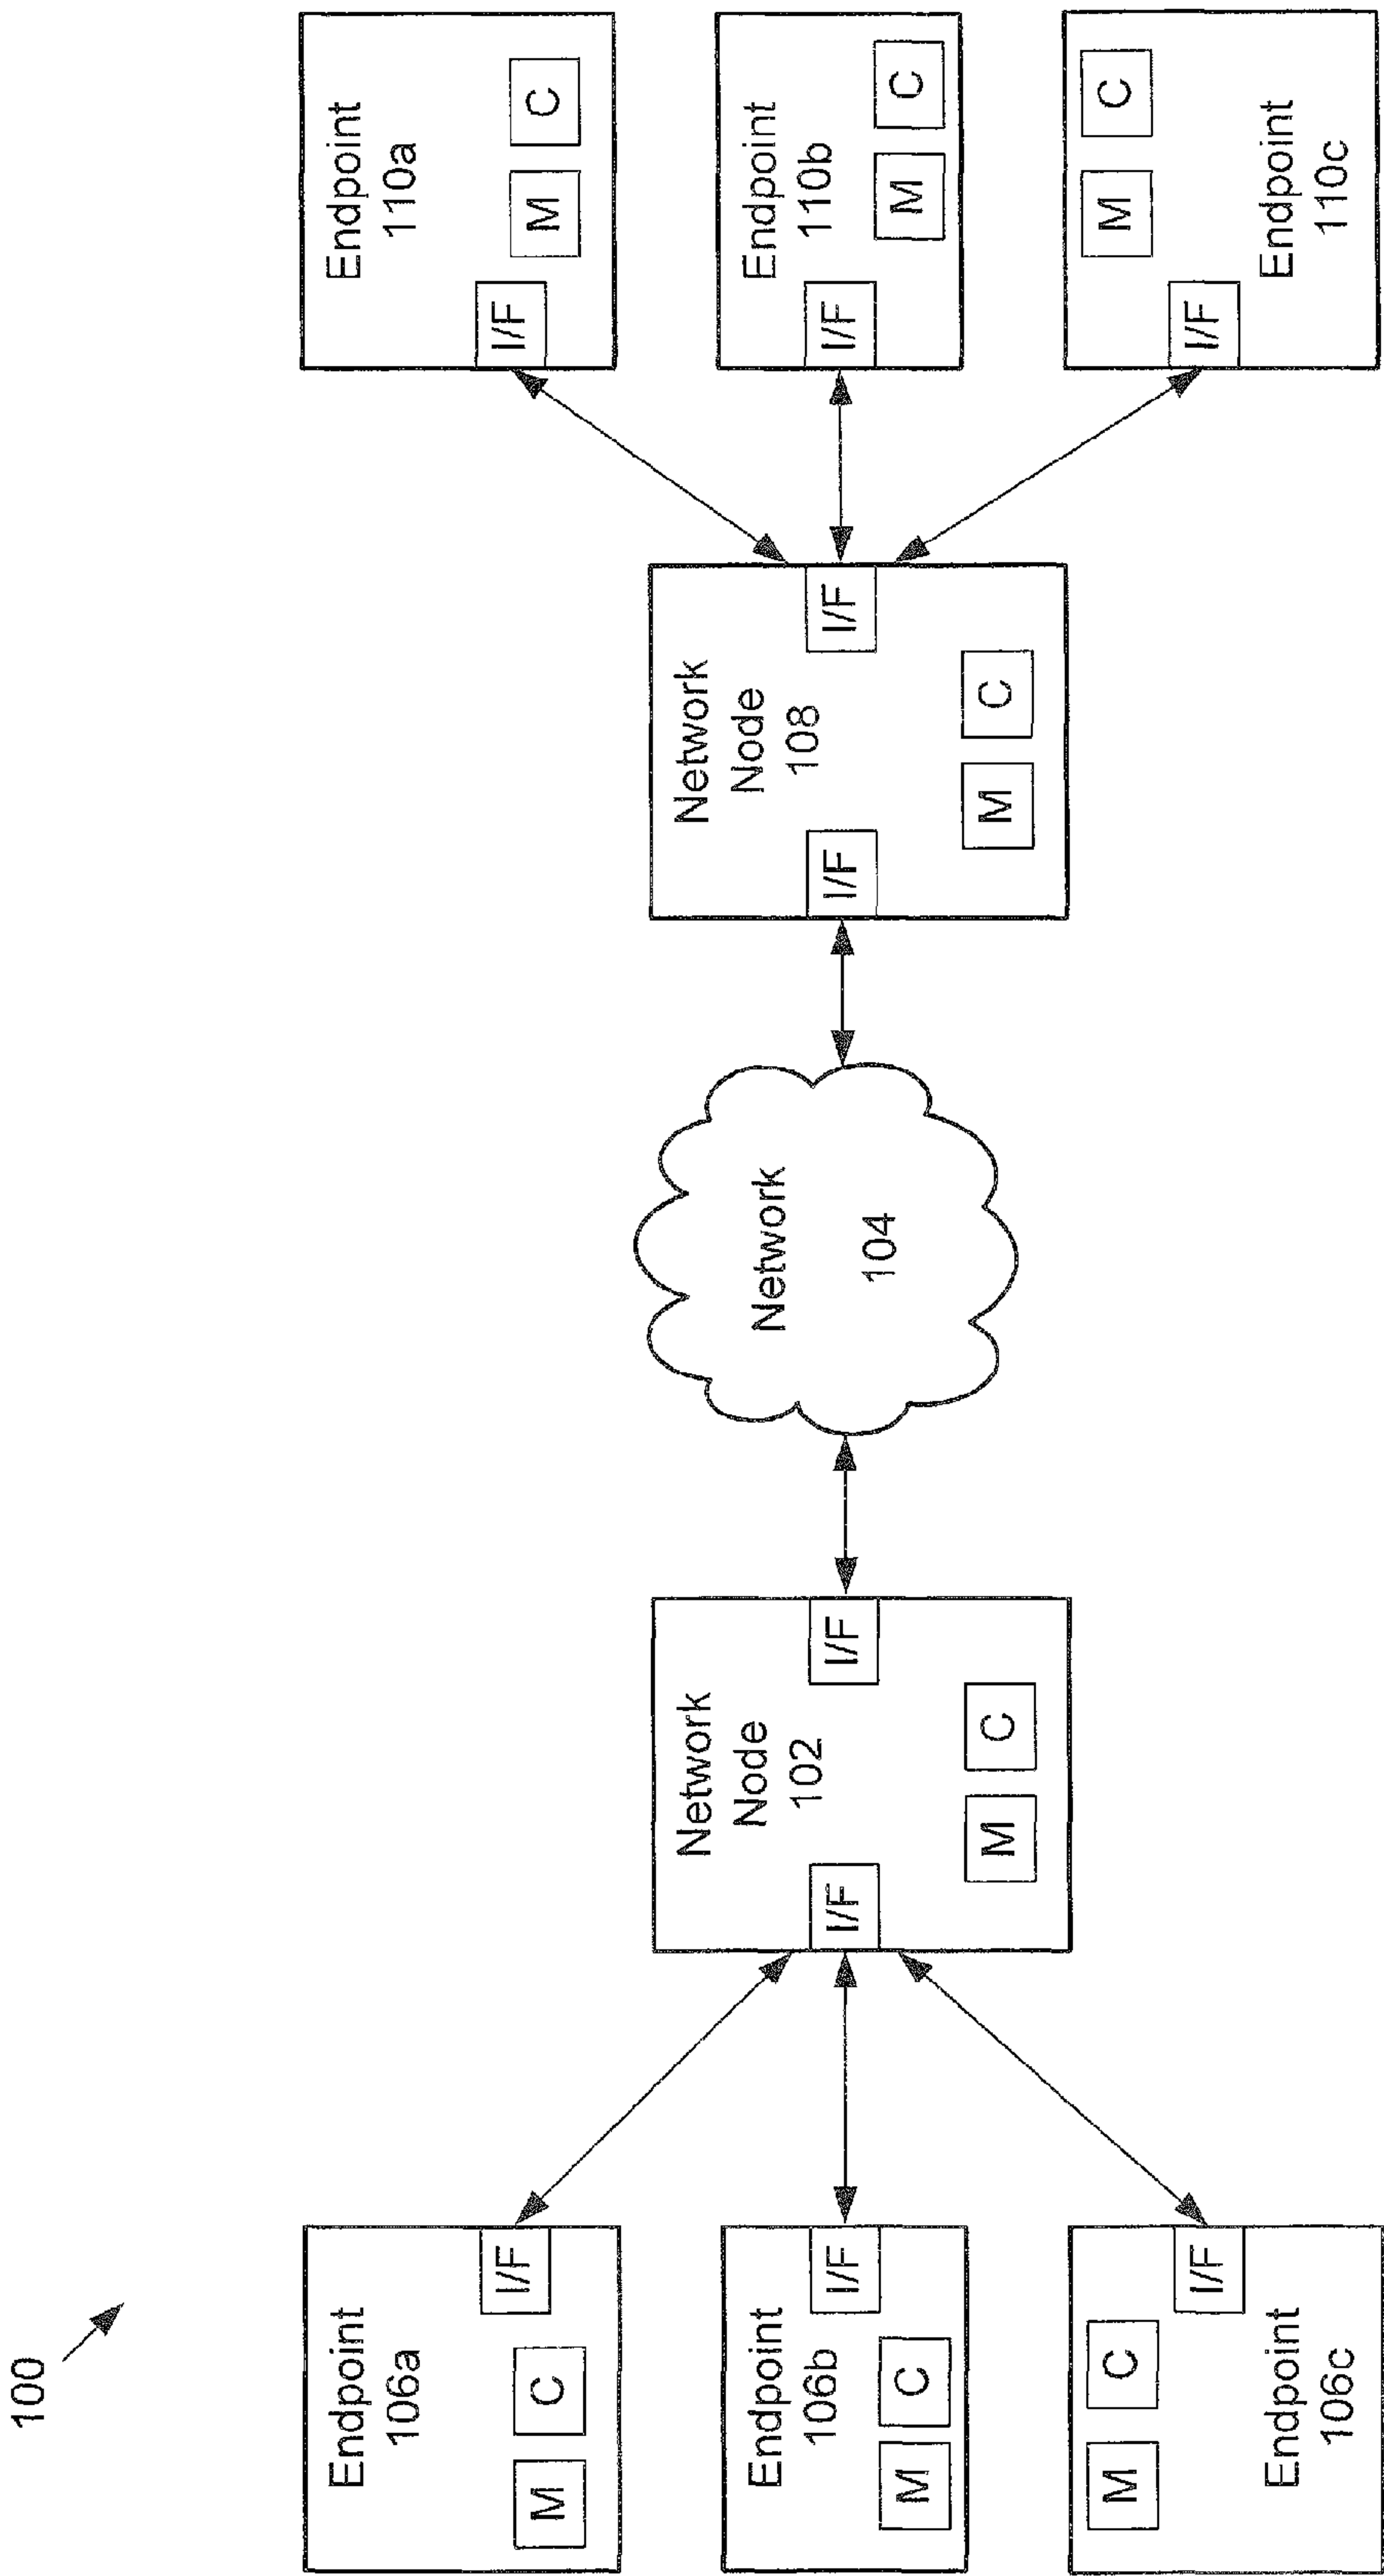 100
Endpoint
106a
M
C
I/F
Endpoint
106b
M
C
I/F
M
C
I/F
Endpoint
106c
Network
Node
102
I/F
I/F
M
C
Network
104
Network
Node
108
I/F
I/F
M
C
Endpoint
110a
I/F
M
C
Endpoint
110b
I/F
M
C
M
C
I/F
Endpoint
110c